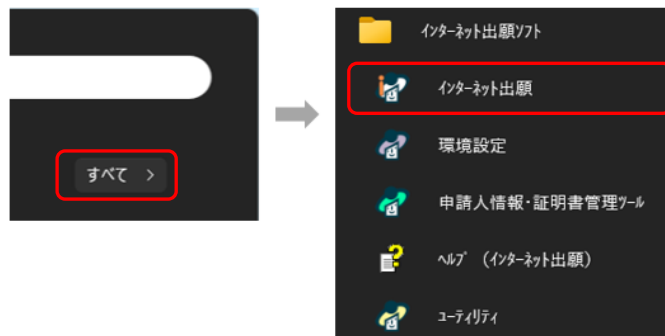 すべて >
インターネット出願ソフト
インターネット出願
環境設定
申請人情報・証明書管理ツール
ヘルプ (インターネット出願)
ユーティリティ